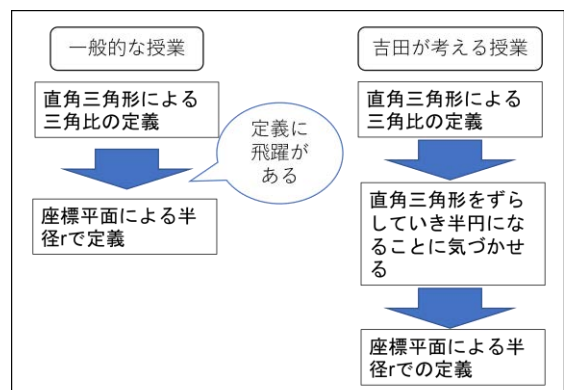 一般的な授業
直角三角形による
三角比の定義
定義に
飛躍が
ある
座標平面による半
径rで定義
吉田が考える授業
直角三角形による
三角比の定義
直角三角形をずら
していき半円にな
ることに気づかせ
る
座標平面による半
径rでの定義